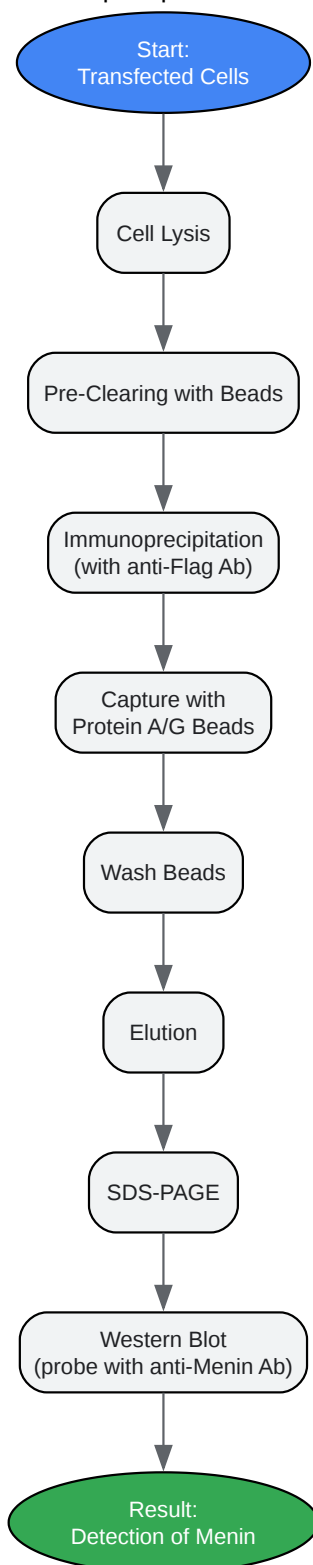 Start:
Transfected Cells
Cell Lysis
Pre-Clearing with Beads
Immunoprecipitation
(with anti-Flag Ab)
Capture with
Protein A/G Beads
Wash Beads
Elution
SDS-PAGE
Western Blot
(probe with anti-Menin Ab)
Result:
Detection of Menin